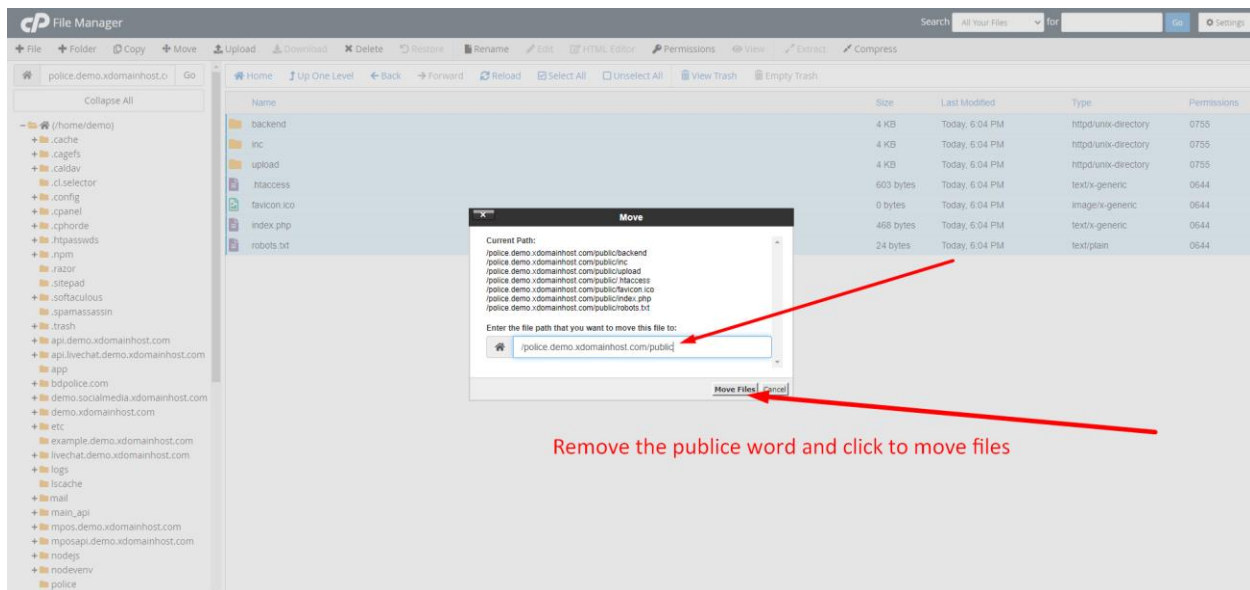 cP File Manager
Search All Your Files for Go Settings
File Folder Copy Move Upload Download Delete Restore Rename Edit HTML Editor Permissions View Extract Compress
police.demo.xdomainhost.c Go
Home Up One Level Back Forward Reload Select All Unselect All View Trash Empty Trash
Collapse All
Name Size Last Modified Type Permissions
(/home/demo)
.cache
.cagefs
.caldav
.cl.selector
.config
.cpanel
.cphorde
.htpasswds
.npm
.razor
.sitepad
.softaculous
.spamassassin
.trash
api.demo.xdomainhost.com
api.livechat.demo.xdomainhost.com
app
bdpolice.com
demo.socialmedia.xdomainhost.com
demo.xdomainhost.com
etc
example.demo.xdomainhost.com
livechat.demo.xdomainhost.com
logs
lscache
mail
main_api
mpos.demo.xdomainhost.com
mposapi.demo.xdomainhost.com
nodejs
nodevenv
police
backend 4 KB Today, 6:04 PM httpd/unix-directory 0755
inc 4 KB Today, 6:04 PM httpd/unix-directory 0755
upload 4 KB Today, 6:04 PM httpd/unix-directory 0755
.htaccess 603 bytes Today, 6:04 PM text/x-generic 0644
favicon.ico 0 bytes Today, 6:04 PM image/x-generic 0644
index.php 468 bytes Today, 6:04 PM text/x-generic 0644
robots.txt 24 bytes Today, 6:04 PM text/plain 0644
Move
Current Path:
/police.demo.xdomainhost.com/public/backend
/police.demo.xdomainhost.com/public/inc
/police.demo.xdomainhost.com/public/upload
/police.demo.xdomainhost.com/public/.htaccess
/police.demo.xdomainhost.com/public/favicon.ico
/police.demo.xdomainhost.com/public/index.php
/police.demo.xdomainhost.com/public/robots.txt
Enter the file path that you want to move this file to:
/police.demo.xdomainhost.com/public
Move Files Cancel
Remove the publice word and click to move files